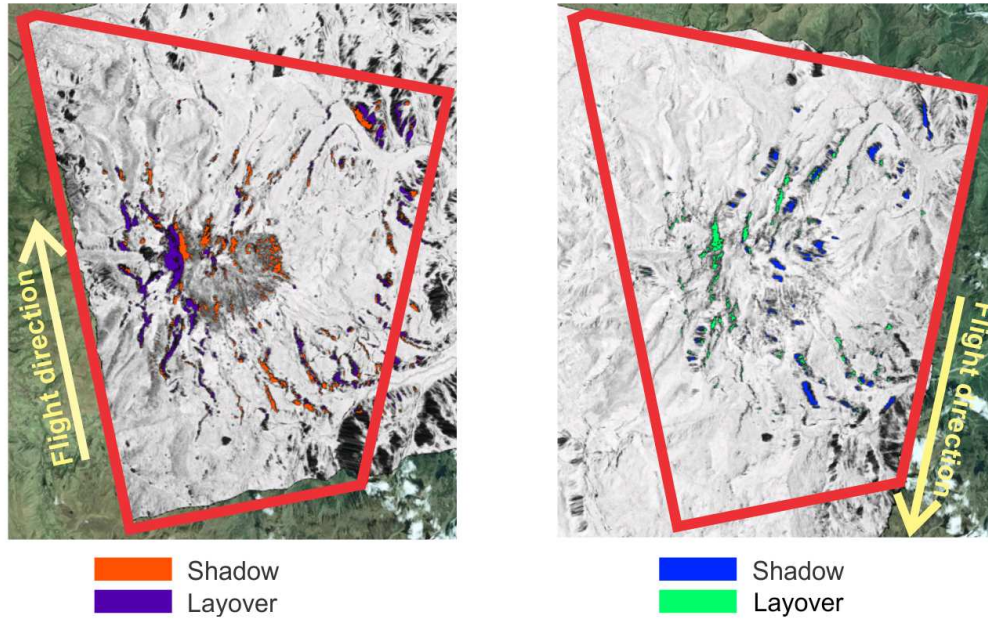 Flight direction
Flight direction
Shadow
Layover
Shadow
Layover